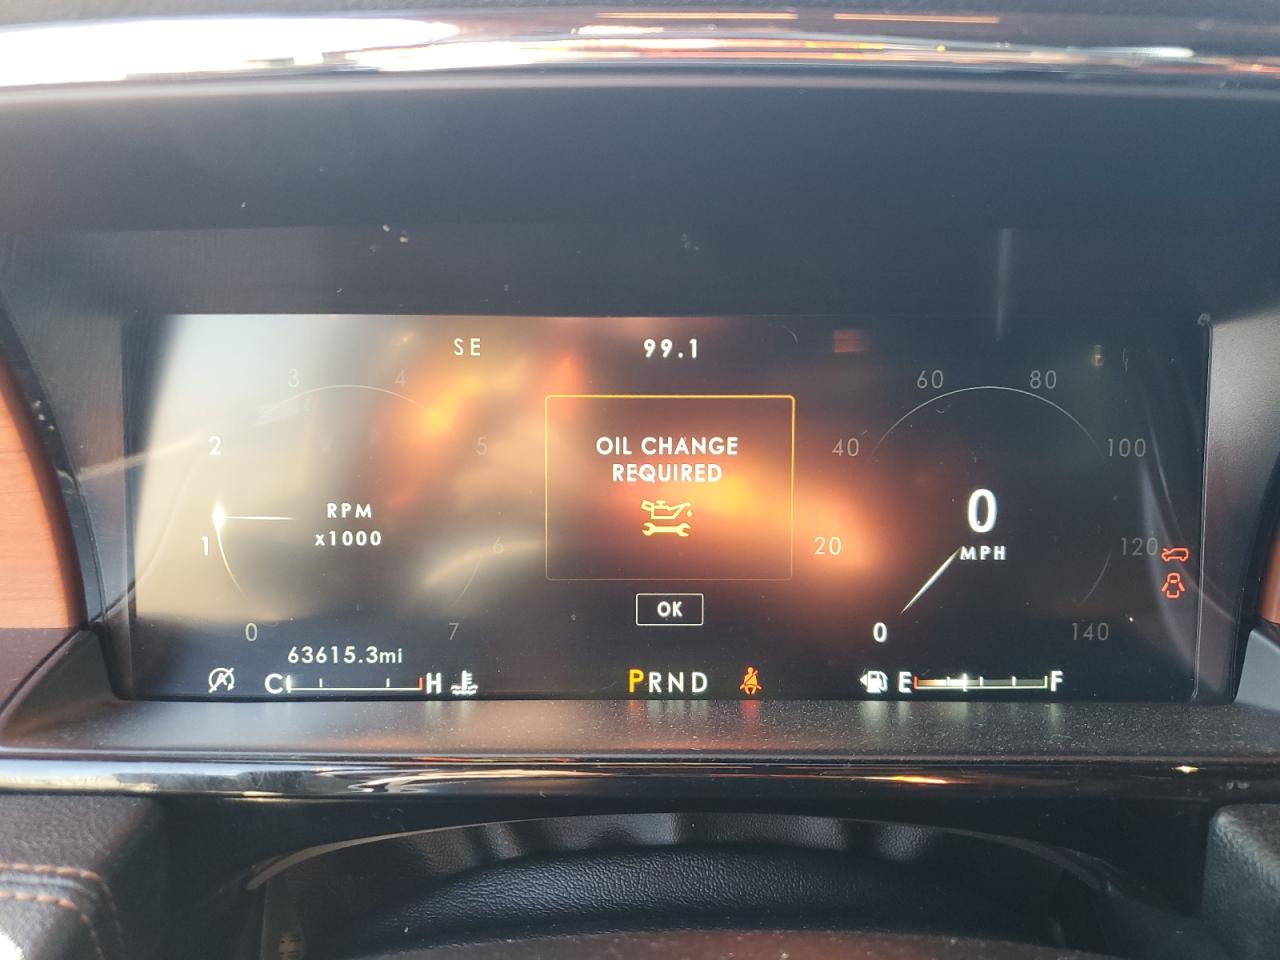 SE
99.1
3
4
2
5
1
6
0
7
RPM
x1000
63615.3mi
C
H
OIL CHANGE
REQUIRED
OK
PRND
60
80
40
100
20
120
0
140
0
MPH
E
F
A